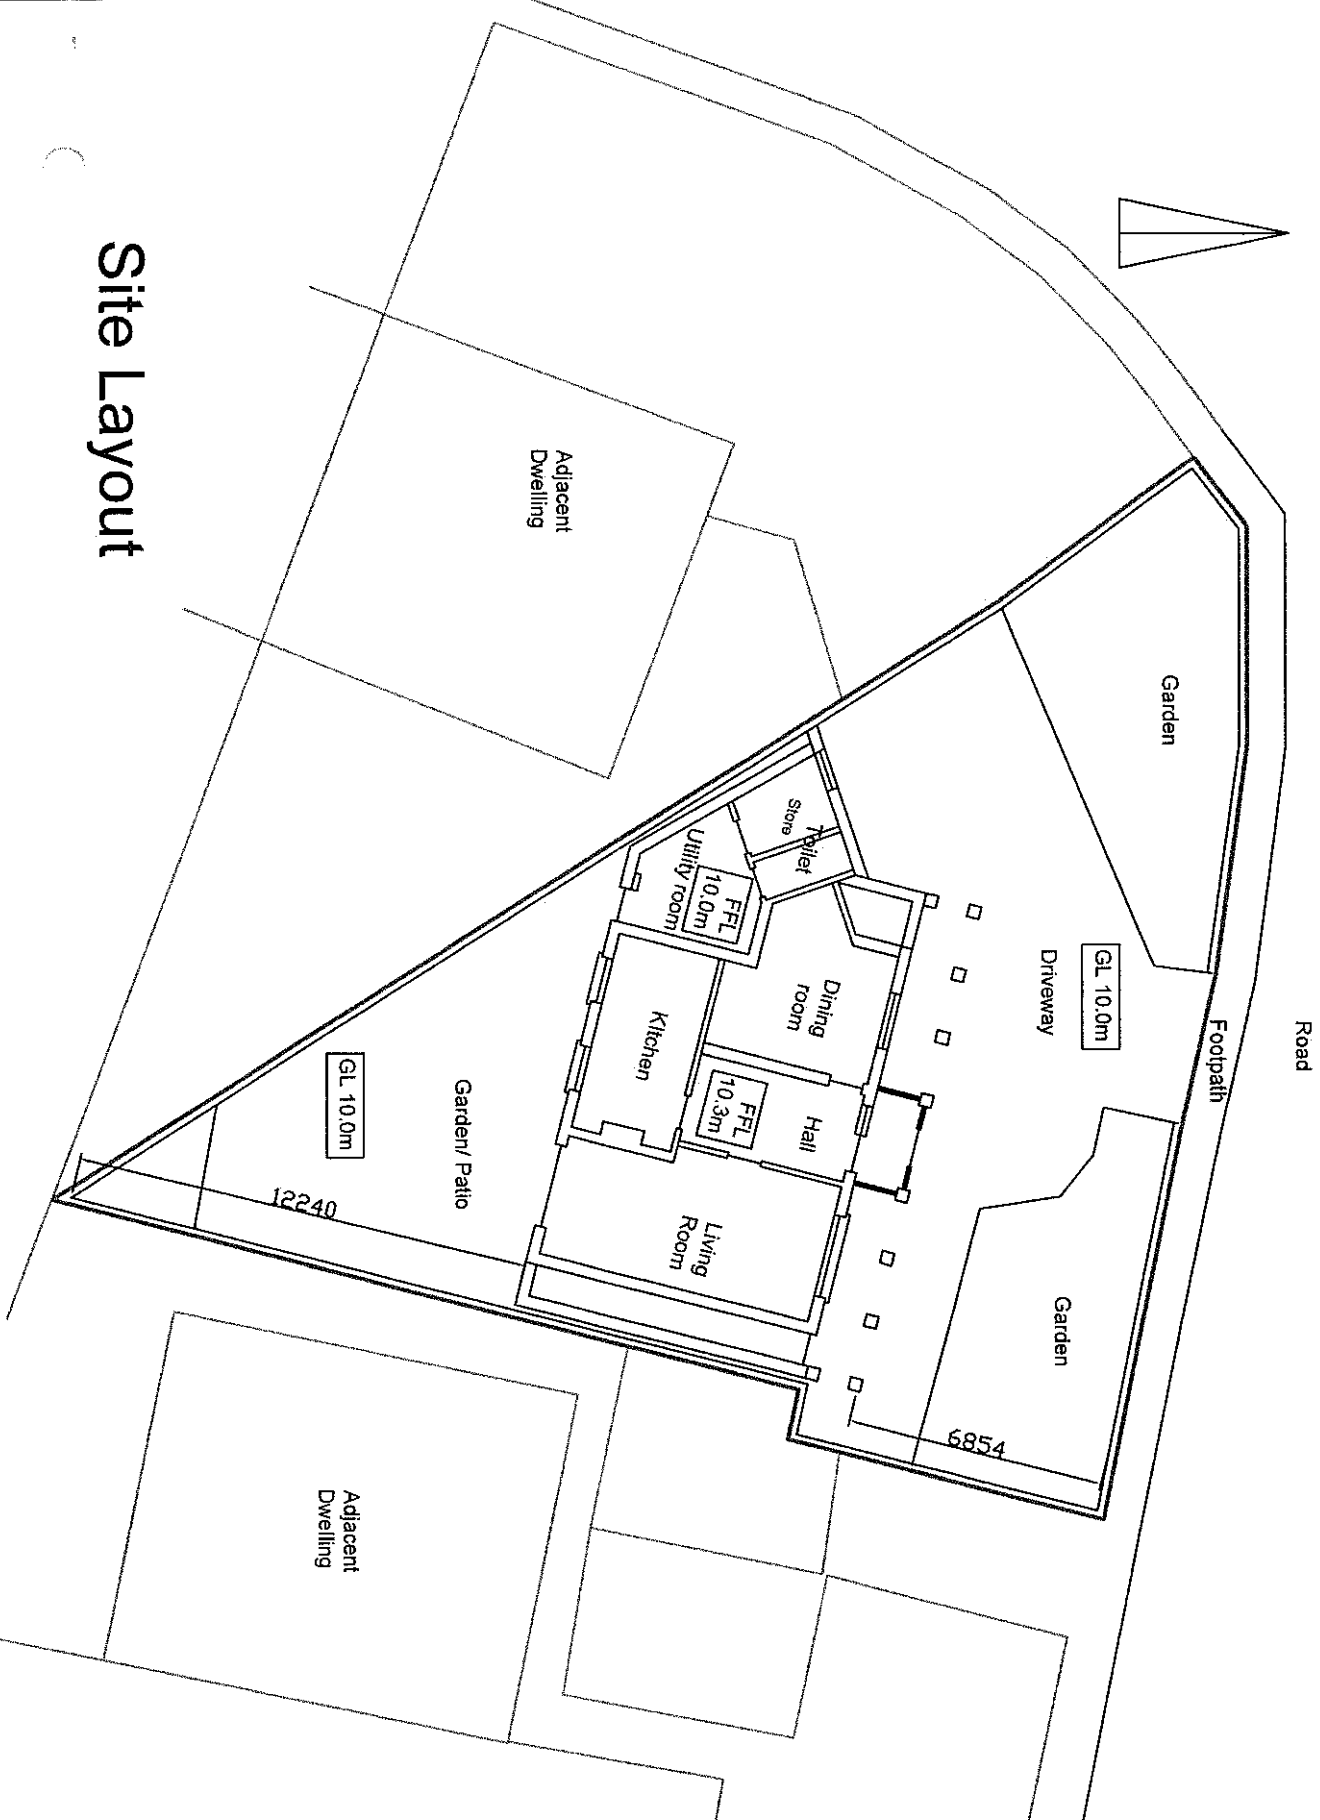 Road
Footpath
Garden
GL 10.0m
Driveway
Garden
Store
Toilet
Utility room
FFL
10.0m
Dining
room
Hall
FFL
10.3m
Kitchen
Living
Room
6854
Adjacent
Dwelling
Garden/ Patio
GL 10.0m
12240
Adjacent
Dwelling
Site Layout